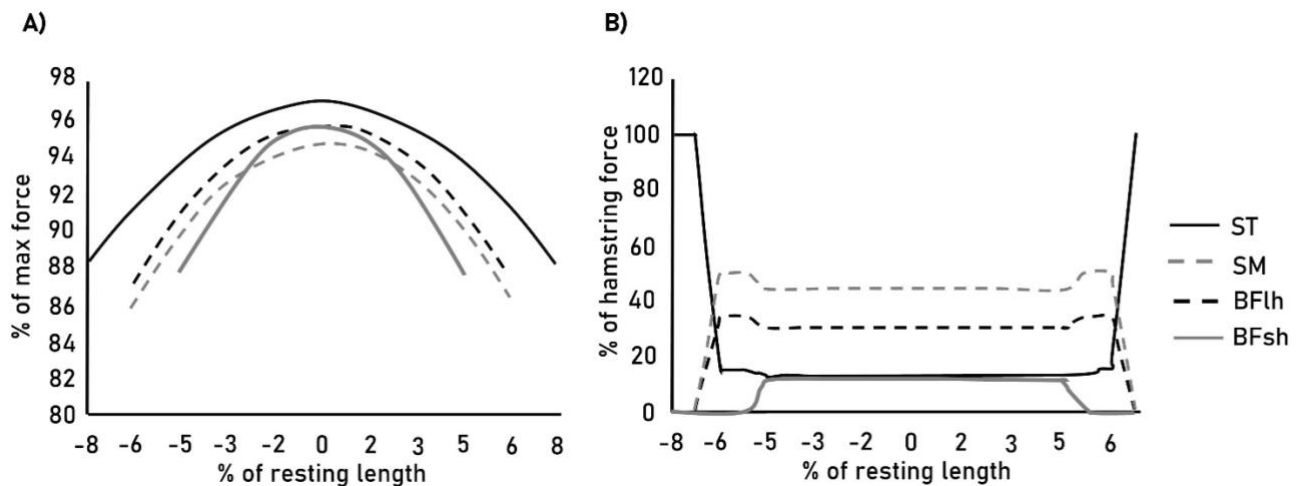 A)
% of max force
98
96
94
92
90
88
86
84
82
80
-8 -6 -5 -3 -2 0 2 3 5 6 8
% of resting length
B)
% of hamstring force
120
100
80
60
40
20
0
-8 -6 -5 -3 -2 0 2 3 5 6
% of resting length
ST
SM
BFlh
BFsh